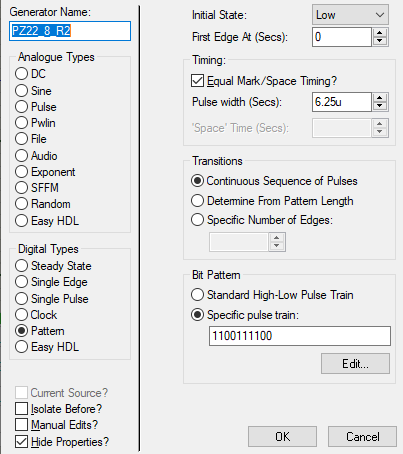 Generator Name:
PZ22_8_R2
Analogue Types
DC
Sine
Pulse
Pwlin
File
Audio
Exponent
SFFM
Random
Easy HDL
Digital Types
Steady State
Single Edge
Single Pulse
Clock
Pattern
Easy HDL
Current Source?
Isolate Before?
Manual Edits?
Hide Properties?
Initial State: Low
First Edge At (Secs): 0
Timing:
Equal Mark/Space Timing?
Pulse width (Secs): 6.25u
'Space' Time (Secs):
Transitions
Continuous Sequence of Pulses
Determine From Pattern Length
Specific Number of Edges:
Bit Pattern
Standard High-Low Pulse Train
Specific pulse train:
1100111100
Edit...
OK Cancel